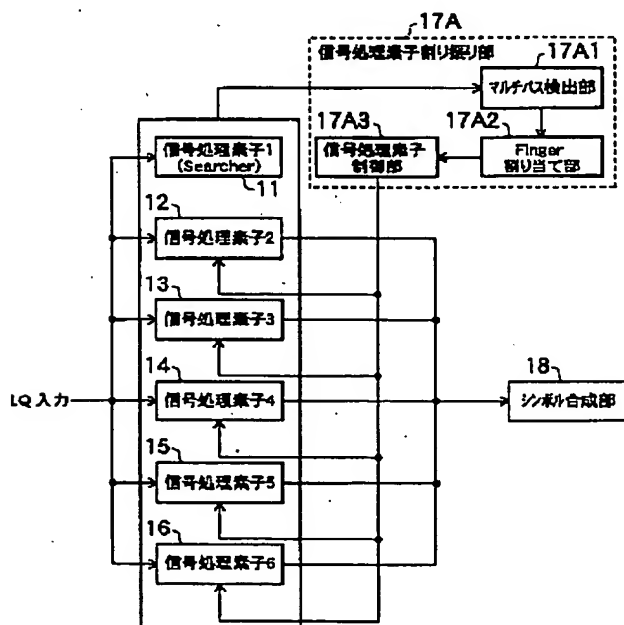 17A
信号処理素子割り振り部
17A1
マルチパス検出部
17A3
17A2
信号処理素子
制御部
Finger
割り当て部
信号処理素子1
(Searcher)
11
12
信号処理素子2
13
信号処理素子3
14
信号処理素子4
I,Q 入力
18
シンボル合成部
15
信号処理素子5
16
信号処理素子6